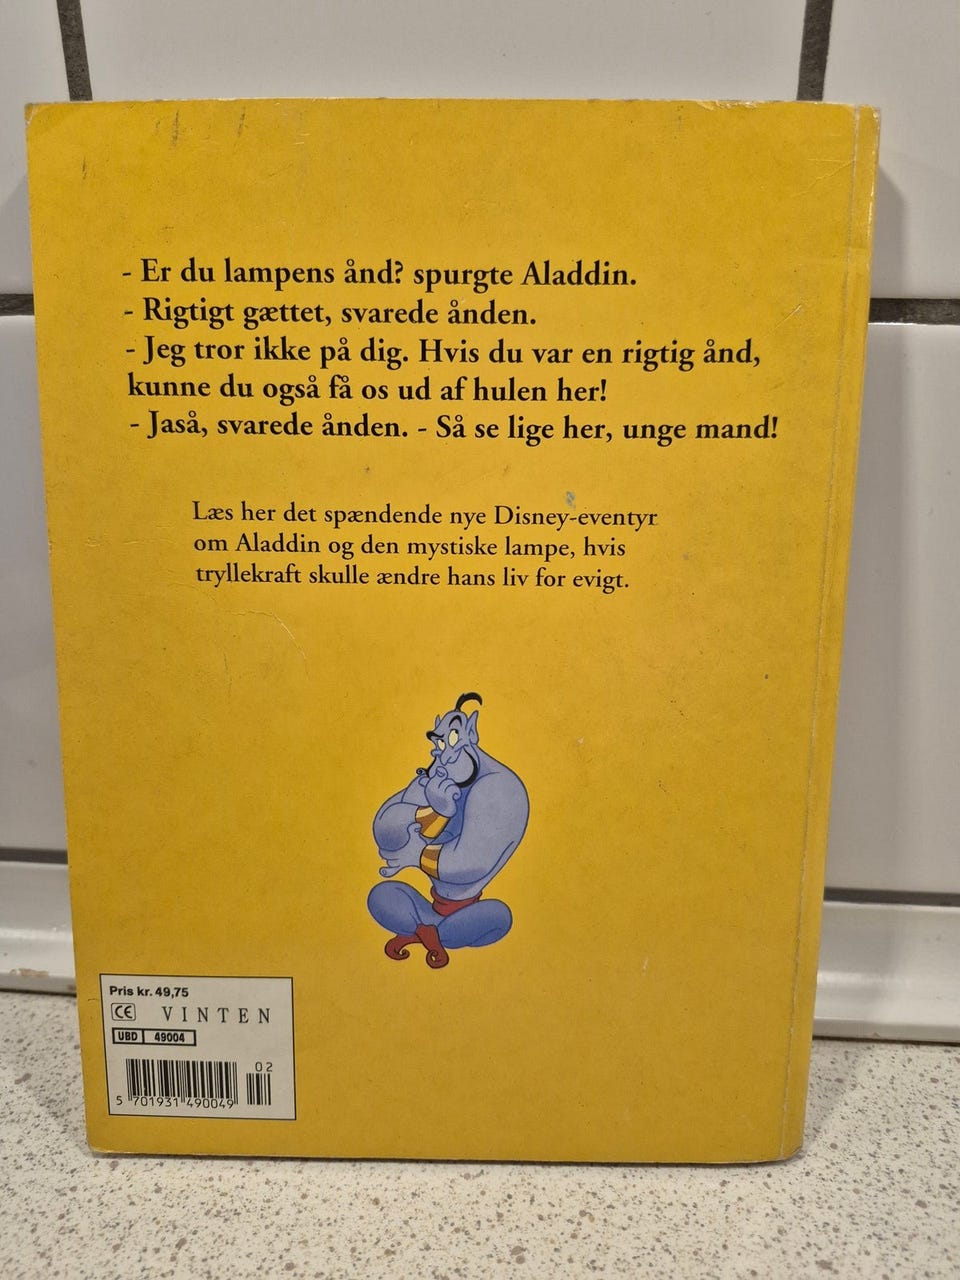 - Er du lampens ånd? spurgte Aladdin.
- Rigtigt gættet, svarede ånden.
- Jeg tror ikke på dig. Hvis du var en rigtig ånd,
kunne du også få os ud af hulen her!
- Jaså, svarede ånden. - Så se lige her, unge mand!
Læs her det spændende nye Disney-eventyr
om Aladdin og den mystiske lampe, hvis
tryllekraft skulle ændre hans liv for evigt.
Pris kr. 49,75
CE VINTEN
UBD 49004
02
5 701931 490049